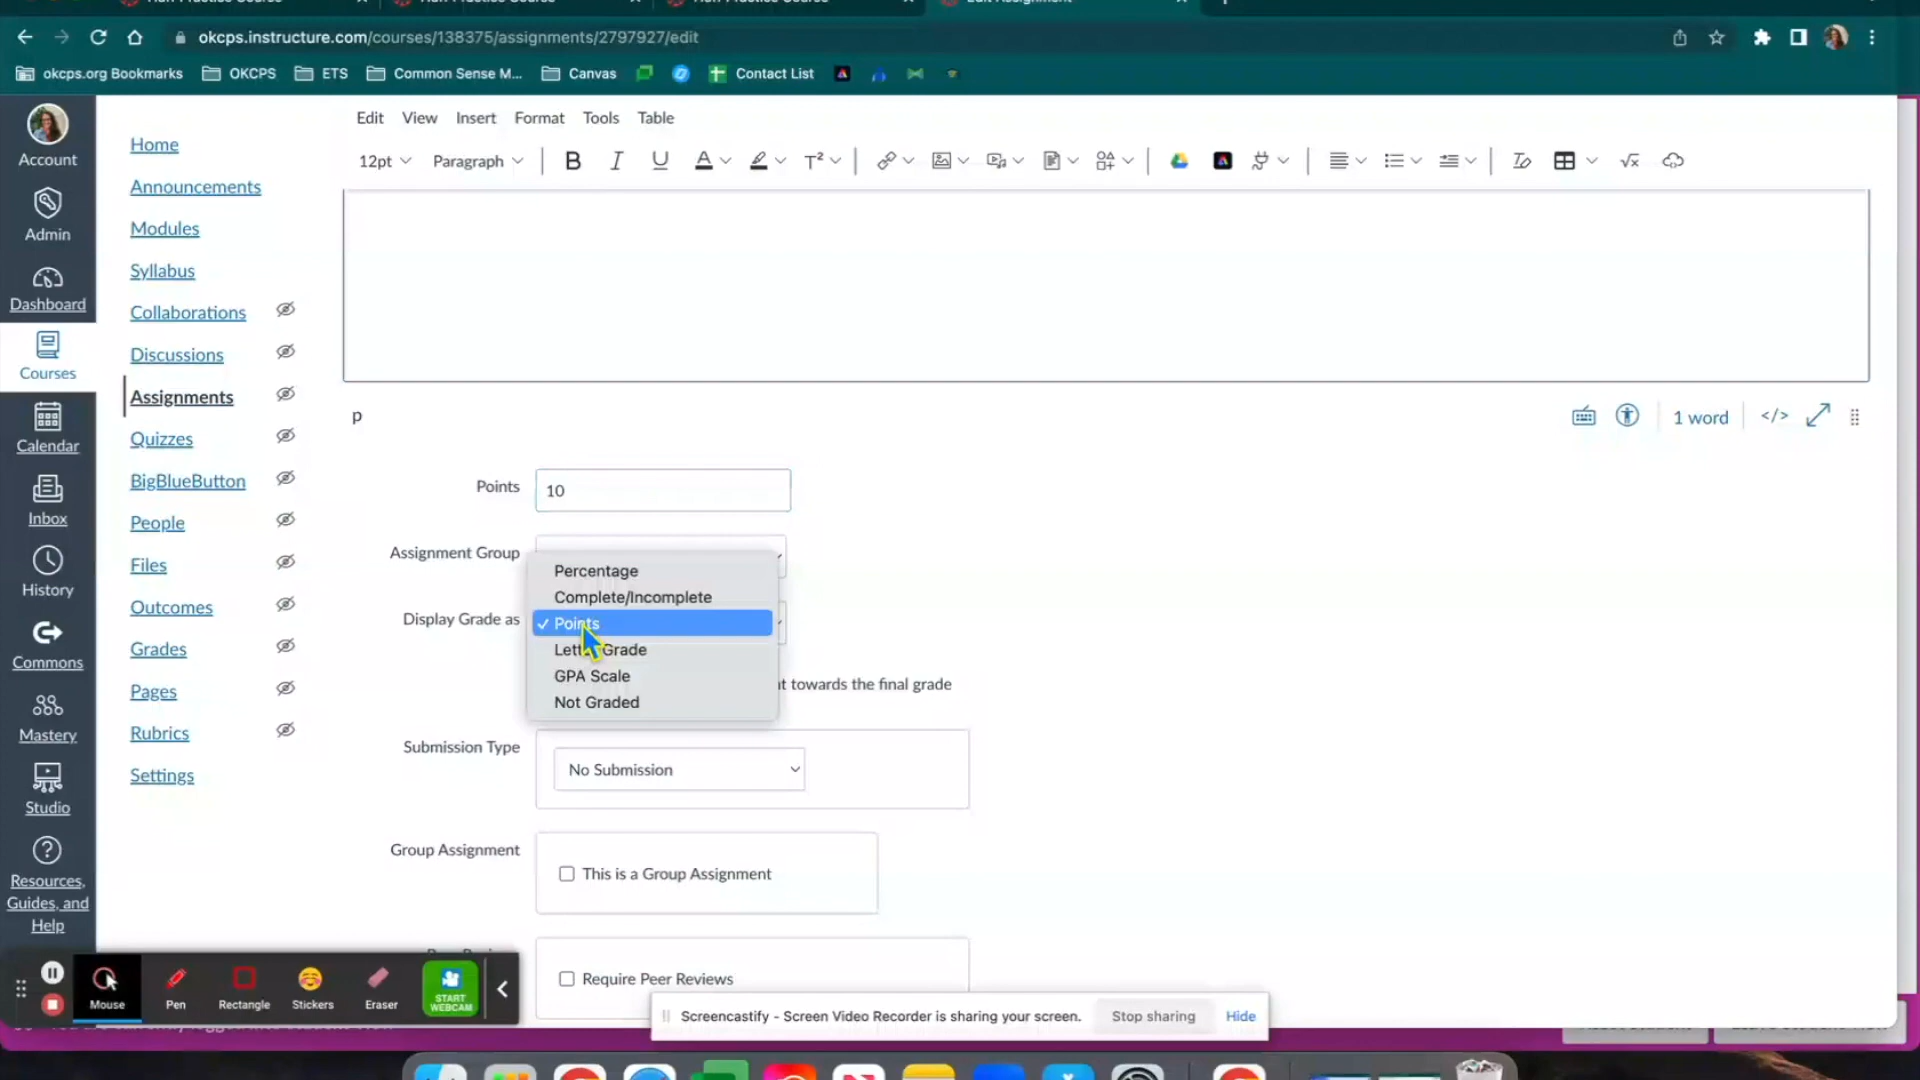 okcps.instructure.com/courses/138375/assignments/2797927/edit
okcps.org Bookmarks OKCPS ETS Common Sense M... Canvas Contact List
Edit View Insert Format Tools Table
12pt Paragraph
Account
Admin
Dashboard
Courses
Calendar
Inbox
History
Commons
Mastery
Studio
Resources,
Guides, and
Help
Home
Announcements
Modules
Syllabus
Collaborations
Discussions
Assignments
Quizzes
BigBlueButton
People
Files
Outcomes
Grades
Pages
Rubrics
Settings
p
1 word </>
Points 10
Assignment Group
Display Grade as
Percentage
Complete/Incomplete
✓ Points
Letter Grade
GPA Scale
Not Graded
towards the final grade
Submission Type
No Submission
Group Assignment
This is a Group Assignment
Require Peer Reviews
Mouse Pen Rectangle Stickers Eraser START WEBCAM
Screencastify - Screen Video Recorder is sharing your screen. Stop sharing Hide